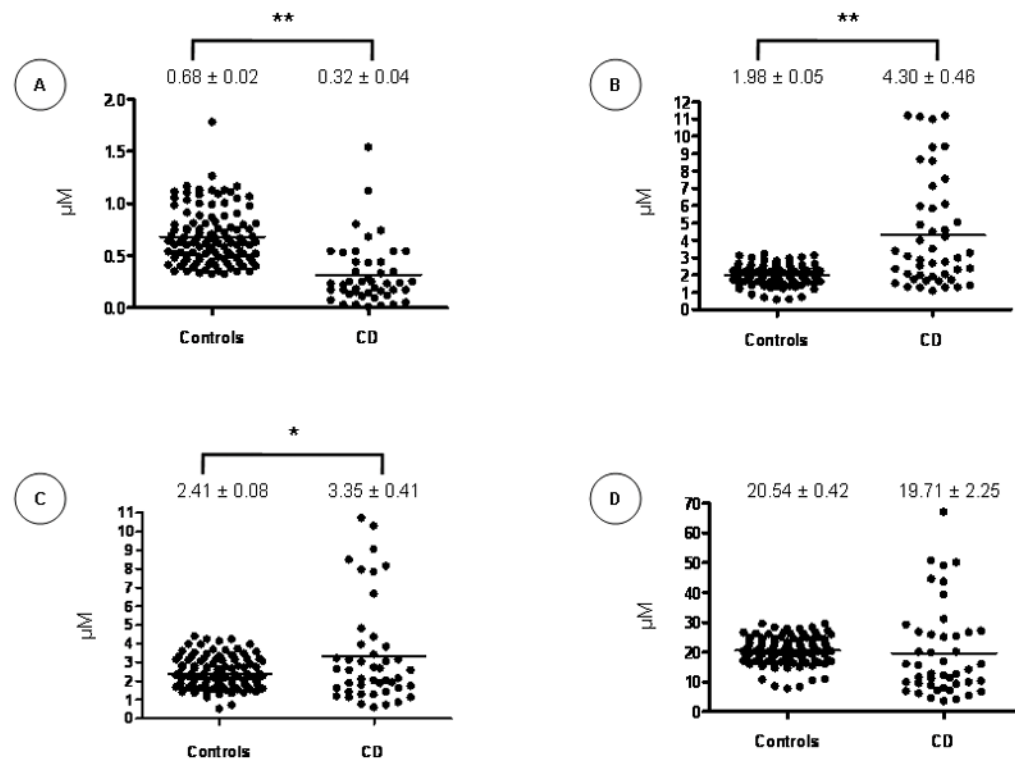 **
0.68 ± 0.02 0.32 ± 0.04
A
2.0
1.5
1.0
0.5
0.0
µM
Controls CD
**
1.98 ± 0.05 4.30 ± 0.46
B
12
11
10
9
8
7
6
5
4
3
2
1
0
µM
Controls CD
*
2.41 ± 0.08 3.35 ± 0.41
C
11
10
9
8
7
6
5
4
3
2
1
0
µM
Controls CD
20.54 ± 0.42 19.71 ± 2.25
D
70
60
50
40
30
20
10
0
µM
Controls CD